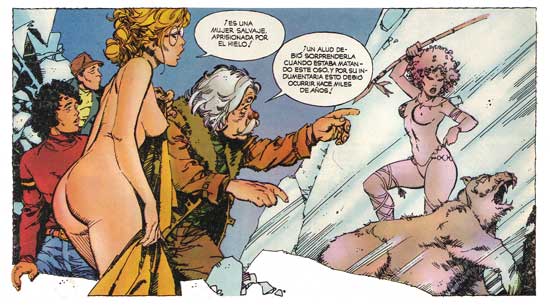 ¡ES UNA
MUJER SALVAJE,
APRISIONADA POR
EL HIELO!
¡UN ALUD DE-
BIÓ SORPRENDERLA
CUANDO ESTABA MATAN-
DO ESTE OSO. Y POR SU IN-
DUMENTARIA ESTO DEBIÓ
OCURRIR HACE MILES
DE AÑOS!